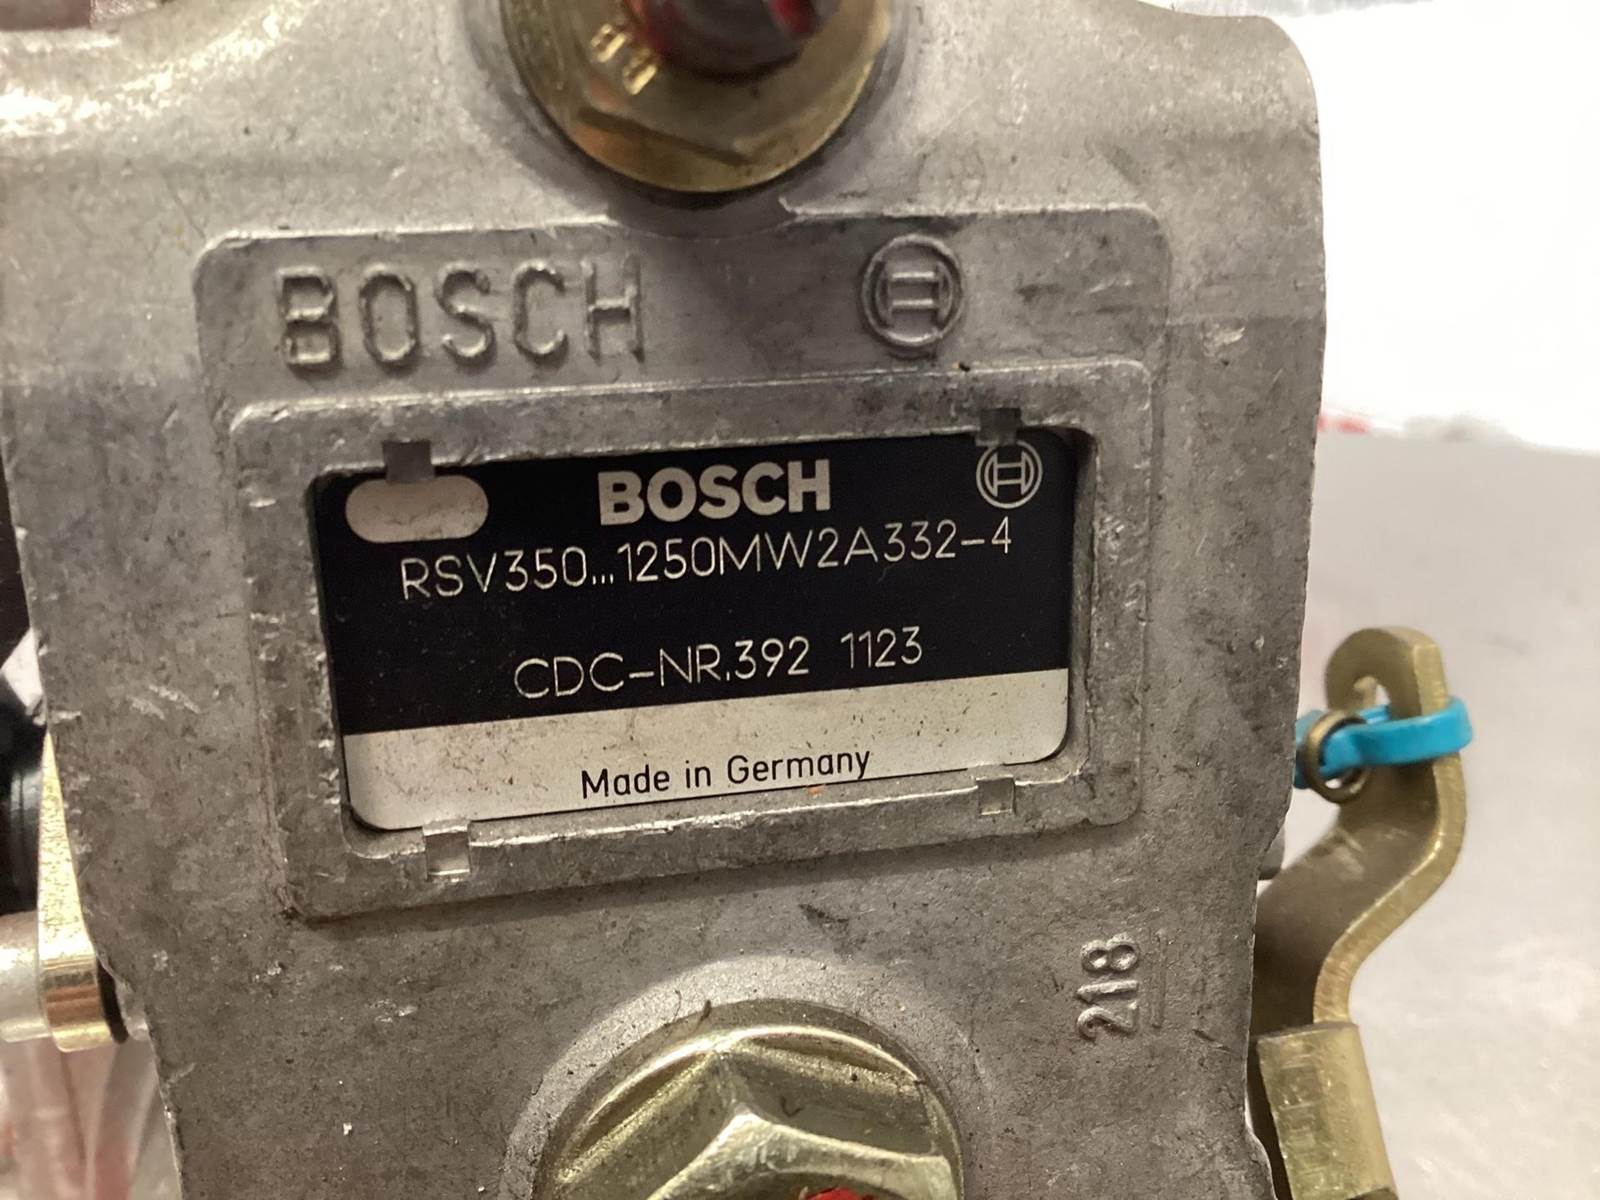 BOSCH
BOSCH
RSV350...1250MW2A332-4
CDC-NR.392 1123
Made in Germany
218